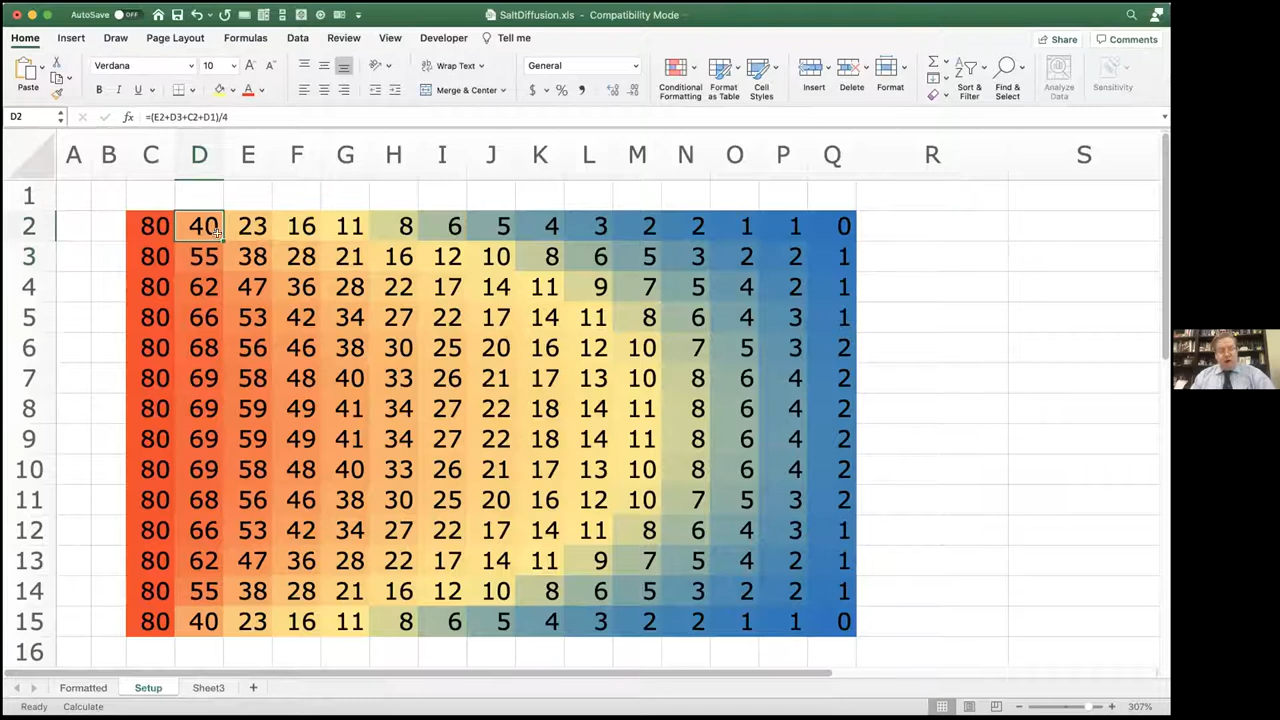 AutoSave OFF SaltDiffusion.xls - Compatibility Mode
Home Insert Draw Page Layout Formulas Data Review View Developer Tell me Share Comments
Paste Verdana 10 A A Wrap Text General Conditional Formatting Format as Table Cell Styles Insert Delete Format Sort & Filter Find & Select Analyze Data Sensitivity
B I U A Merge & Center $ % 9
D2 fx =(E2+D3+C2+D1)/4
A B C D E F G H I J K L M N O P Q R S
1
2 80 40 23 16 11 8 6 5 4 3 2 2 1 1 0
3 80 55 38 28 21 16 12 10 8 6 5 3 2 2 1
4 80 62 47 36 28 22 17 14 11 9 7 5 4 2 1
5 80 66 53 42 34 27 22 17 14 11 8 6 4 3 1
6 80 68 56 46 38 30 25 20 16 12 10 7 5 3 2
7 80 69 58 48 40 33 26 21 17 13 10 8 6 4 2
8 80 69 59 49 41 34 27 22 18 14 11 8 6 4 2
9 80 69 59 49 41 34 27 22 18 14 11 8 6 4 2
10 80 69 58 48 40 33 26 21 17 13 10 8 6 4 2
11 80 68 56 46 38 30 25 20 16 12 10 7 5 3 2
12 80 66 53 42 34 27 22 17 14 11 8 6 4 3 1
13 80 62 47 36 28 22 17 14 11 9 7 5 4 2 1
14 80 55 38 28 21 16 12 10 8 6 5 3 2 2 1
15 80 40 23 16 11 8 6 5 4 3 2 2 1 1 0
16
Formatted Setup Sheet3 +
Ready Calculate 307%